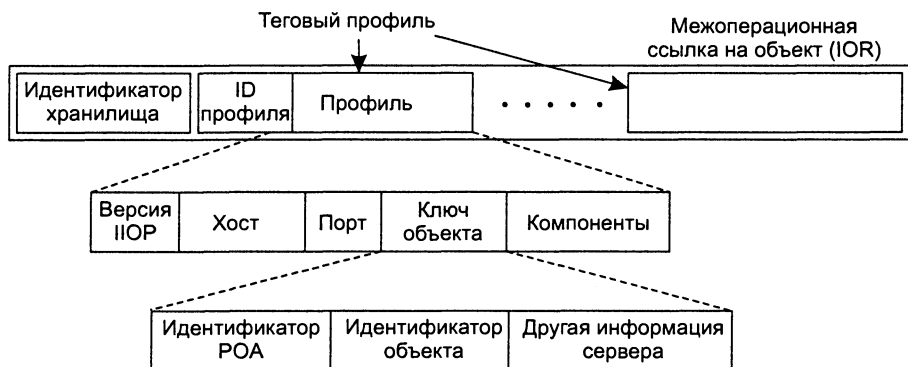 Теговый профиль
Межоперационная
ссылка на объект (IOR)
Идентификатор
хранилища
ID
профиля
Профиль
Версия
IIOP
Хост
Порт
Ключ
объекта
Компоненты
Идентификатор
POA
Идентификатор
объекта
Другая информация
сервера